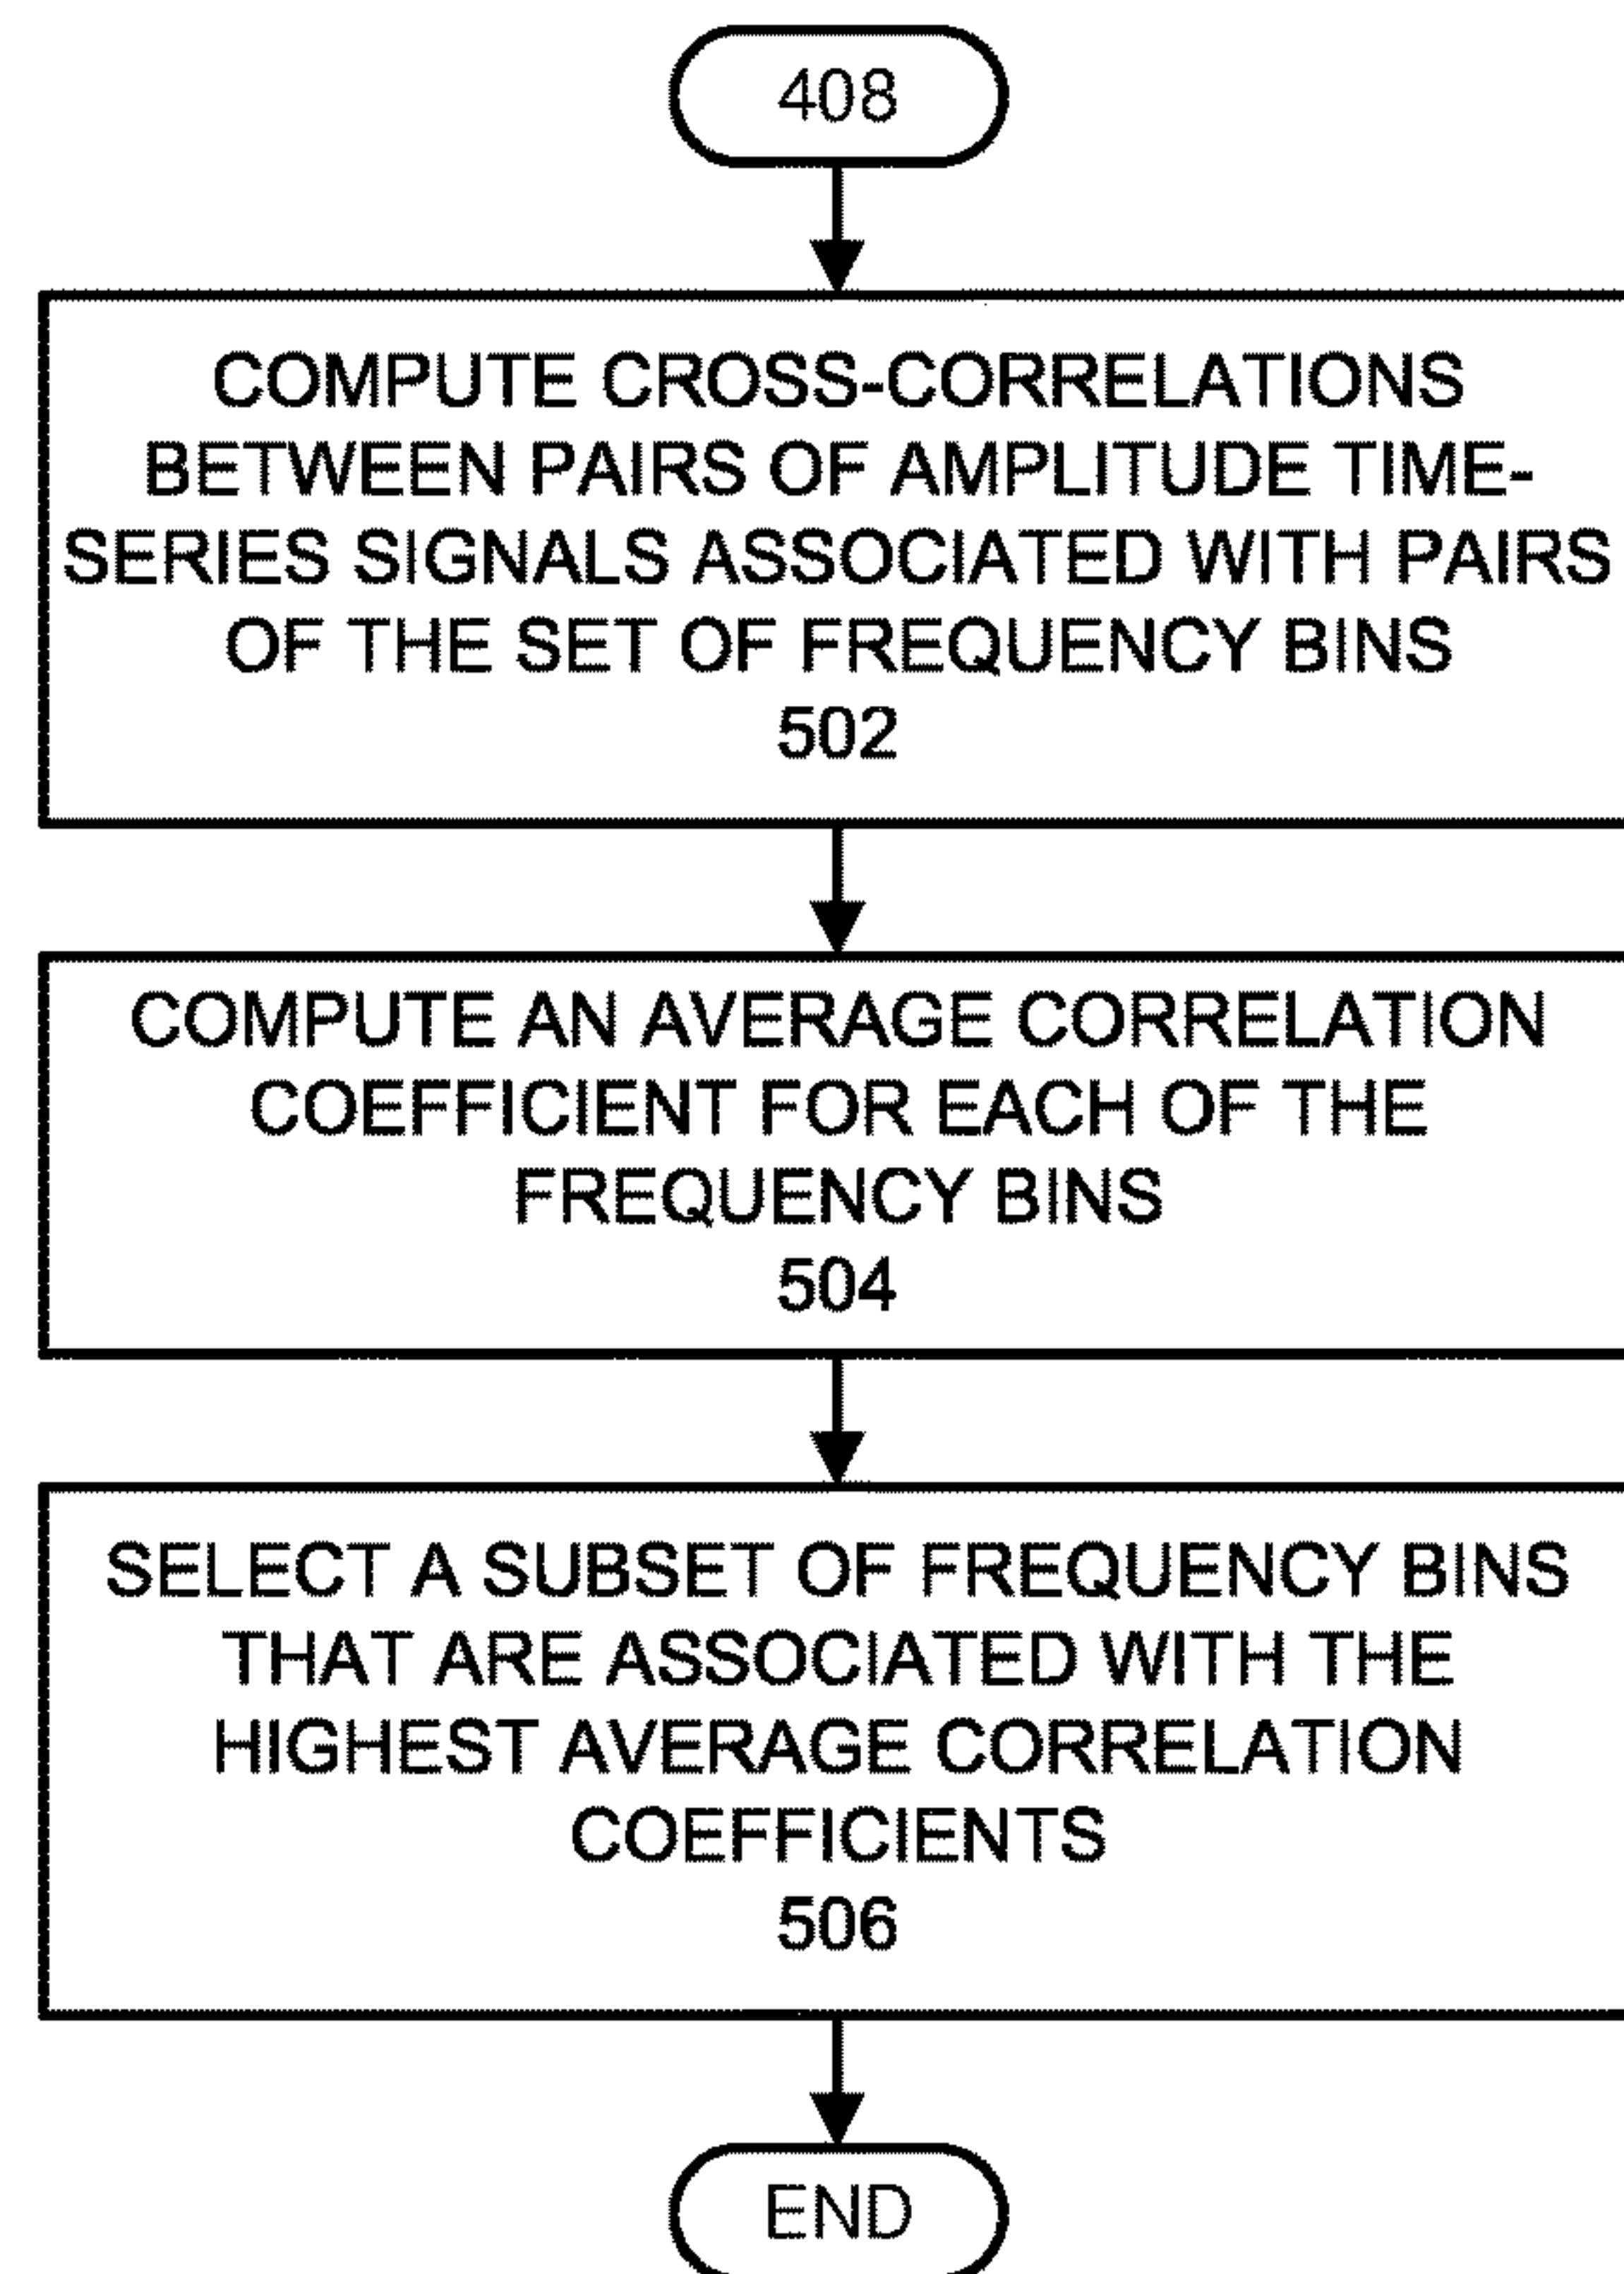 408
COMPUTE CROSS-CORRELATIONS
BETWEEN PAIRS OF AMPLITUDE TIME-
SERIES SIGNALS ASSOCIATED WITH PAIRS
OF THE SET OF FREQUENCY BINS
502
COMPUTE AN AVERAGE CORRELATION
COEFFICIENT FOR EACH OF THE
FREQUENCY BINS
504
SELECT A SUBSET OF FREQUENCY BINS
THAT ARE ASSOCIATED WITH THE
HIGHEST AVERAGE CORRELATION
COEFFICIENTS
506
END